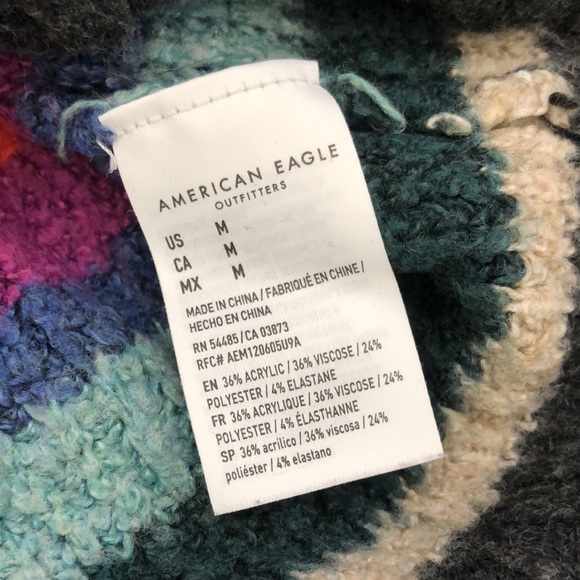 AMERICAN EAGLE
OUTFITTERS
US M
CA M
MX M
MADE IN CHINA / FABRIQUÉ EN CHINE /
HECHO EN CHINA
RN 54485 / CA 03873
RFC# AEM120605U9A
EN 36% ACRYLIC / 36% VISCOSE / 24%
POLYESTER / 4% ELASTANE
FR 36% ACRYLIQUE / 36% VISCOSE / 24%
POLYESTER / 4% ÉLASTHANNE
SP 36% acrílico / 36% viscosa / 24%
poliéster / 4% elastano